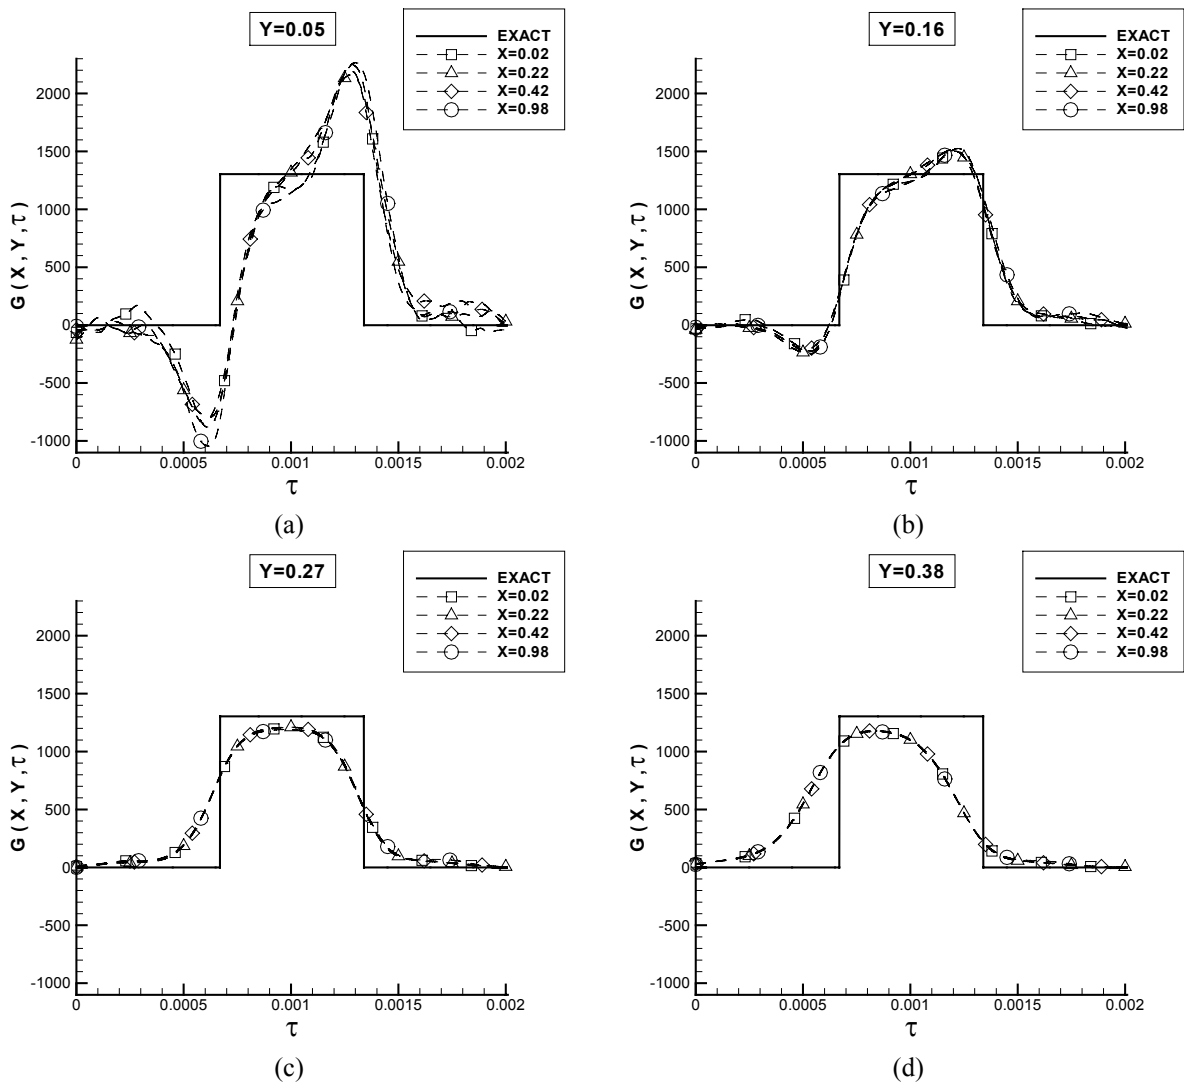 Y=0.05
EXACT
X=0.02
X=0.22
X=0.42
X=0.98
G ( X , Y , τ )
2000
1500
1000
500
0
-500
-1000
0 0.0005 0.001 0.0015 0.002
τ
(a)
Y=0.16
EXACT
X=0.02
X=0.22
X=0.42
X=0.98
G ( X , Y , τ )
2000
1500
1000
500
0
-500
-1000
0 0.0005 0.001 0.0015 0.002
τ
(b)
Y=0.27
EXACT
X=0.02
X=0.22
X=0.42
X=0.98
G ( X , Y , τ )
2000
1500
1000
500
0
-500
-1000
0 0.0005 0.001 0.0015 0.002
τ
(c)
Y=0.38
EXACT
X=0.02
X=0.22
X=0.42
X=0.98
G ( X , Y , τ )
2000
1500
1000
500
0
-500
-1000
0 0.0005 0.001 0.0015 0.002
τ
(d)